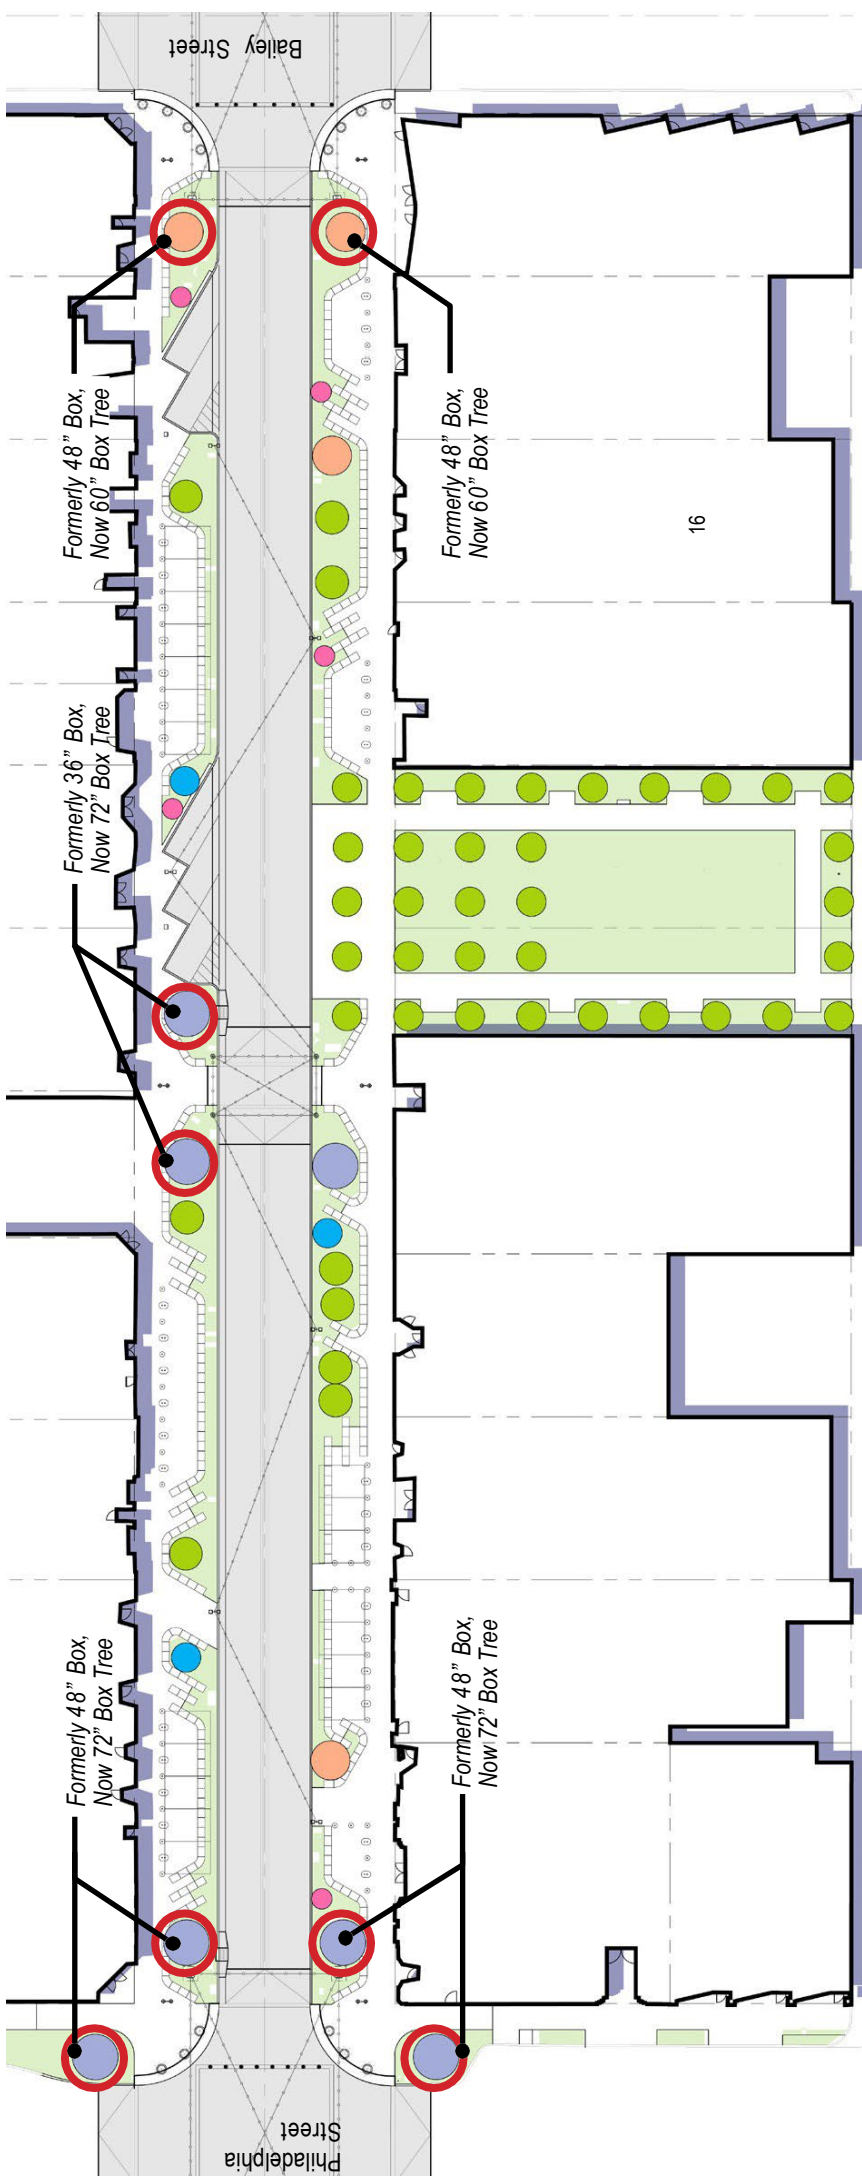 Bailey Street
Formerly 48” Box,
Now 60” Box Tree
Formerly 48” Box,
Now 60” Box Tree
16
Formerly 36” Box,
Now 72” Box Tree
Formerly 48” Box,
Now 72” Box Tree
Formerly 48” Box,
Now 72” Box Tree
Philadelphia
Street